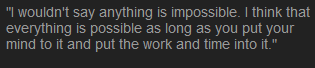 "I wouldn't say anything is impossible. I think that
everything is possible as long as you put your
mind to it and put the work and time into it."